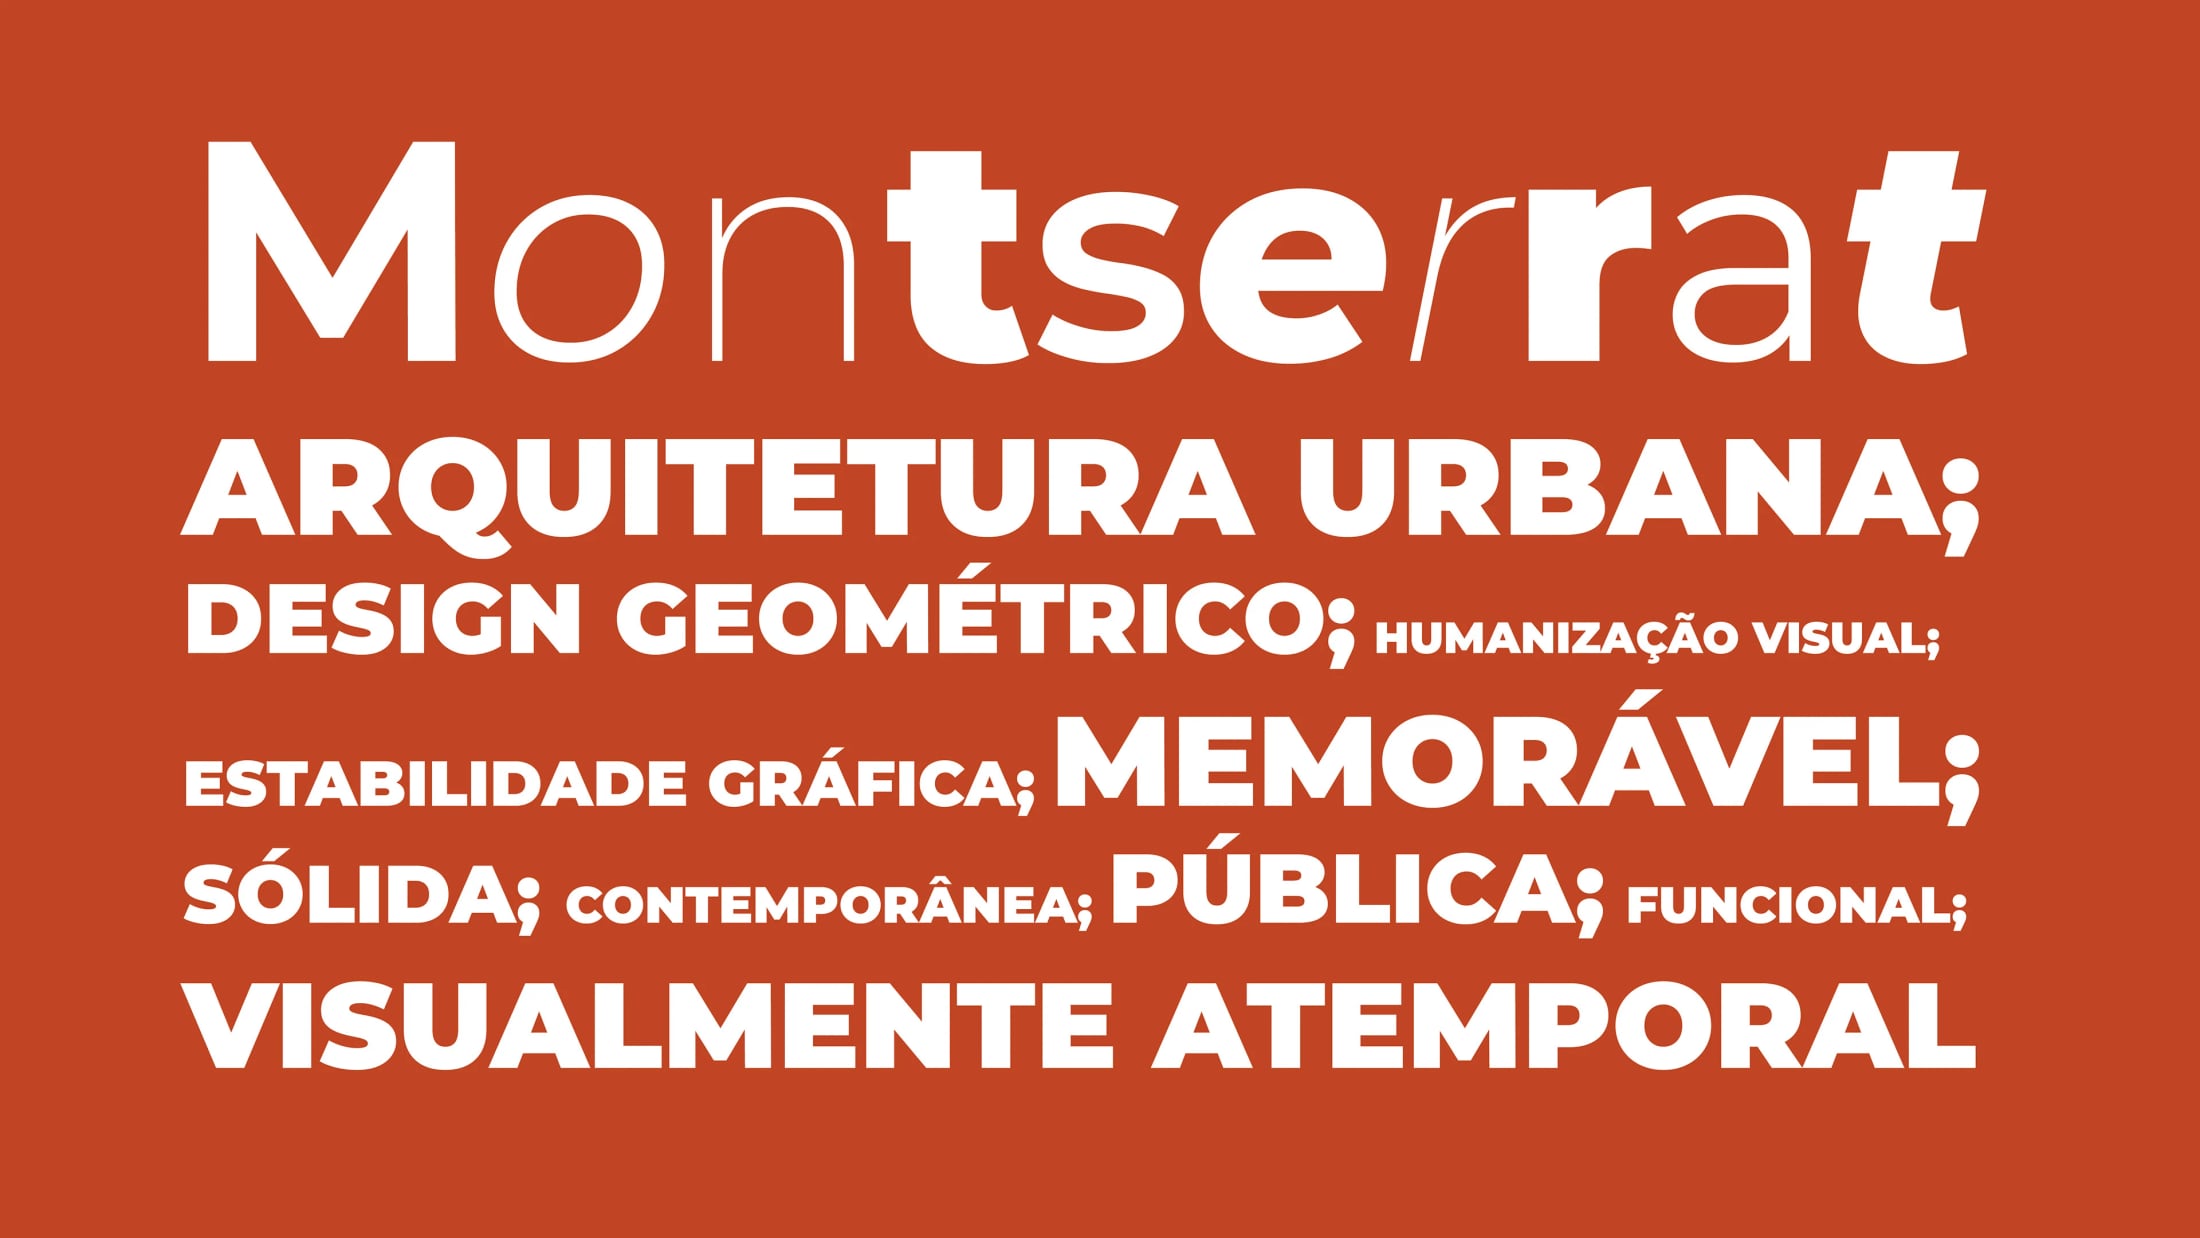 Montserrat
ARQUITETURA URBANA;
DESIGN GEOMÉTRICO; HUMANIZAÇÃO VISUAL;
ESTABILIDADE GRÁFICA; MEMORÁVEL;
SÓLIDA; CONTEMPORÂNEA; PÚBLICA; FUNCIONAL;
VISUALMENTE ATEMPORAL